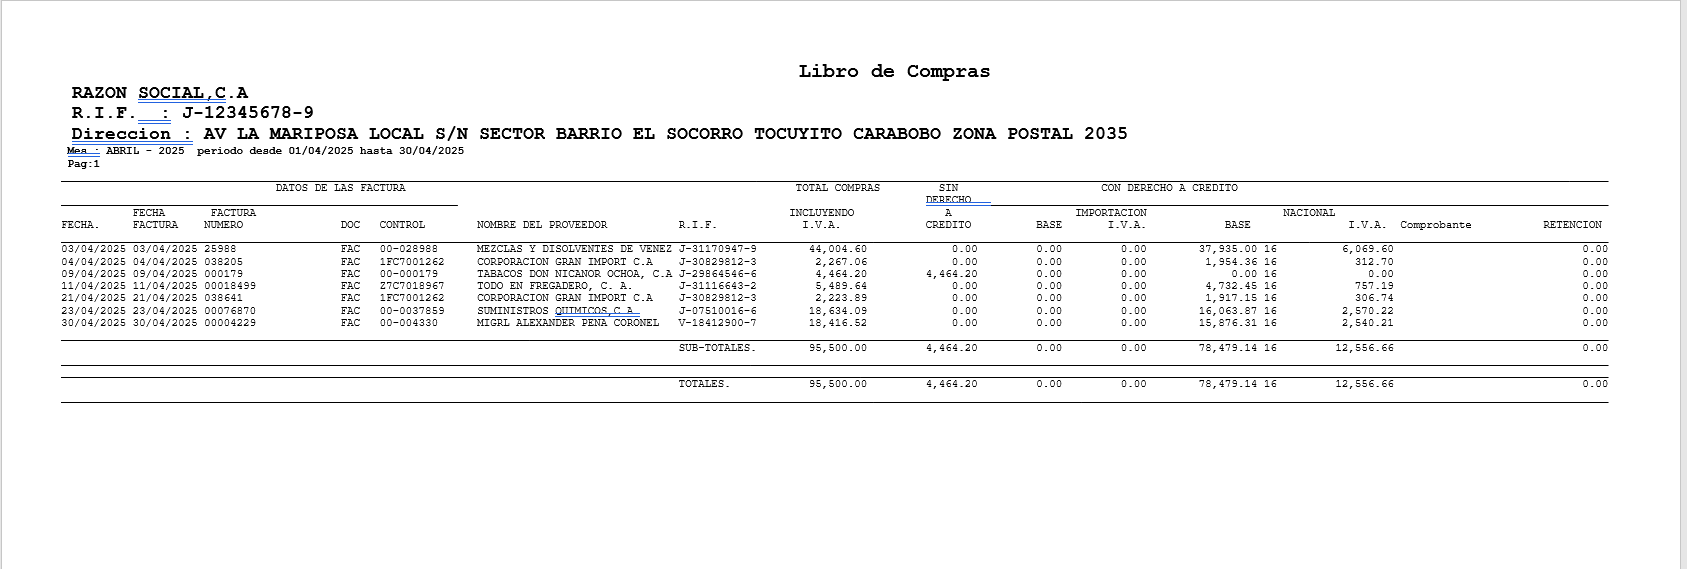 Libro de Compras
RAZON SOCIAL,C.A
R.I.F.  : J-12345678-9
Direccion : AV LA MARIPOSA LOCAL S/N SECTOR BARRIO EL SOCORRO TOCUYITO CARABOBO ZONA POSTAL 2035
Mes : ABRIL - 2025  periodo desde 01/04/2025 hasta 30/04/2025
Pag:1
DATOS DE LAS FACTURA TOTAL COMPRAS SIN CON DERECHO A CREDITO
DERECHO
FECHA FACTURA INCLUYENDO A IMPORTACION NACIONAL
FECHA. FACTURA NUMERO DOC CONTROL NOMBRE DEL PROVEEDOR R.I.F. I.V.A. CREDITO BASE I.V.A. BASE I.V.A. Comprobante RETENCION
03/04/2025 03/04/2025 25988 FAC 00-028988 MEZCLAS Y DISOLVENTES DE VENEZ J-31170947-9 44,004.60 0.00 0.00 0.00 37,935.00 16 6,069.60 0.00
04/04/2025 04/04/2025 038205 FAC 1FC7001262 CORPORACION GRAN IMPORT C.A J-30829812-3 2,267.06 0.00 0.00 0.00 1,954.36 16 312.70 0.00
09/04/2025 09/04/2025 000179 FAC 00-000179 TABACOS DON NICANOR OCHOA, C.A J-29864546-6 4,464.20 4,464.20 0.00 0.00 0.00 16 0.00 0.00
11/04/2025 11/04/2025 00018499 FAC Z7C7018967 TODO EN FREGADERO, C. A. J-31116643-2 5,489.64 0.00 0.00 0.00 4,732.45 16 757.19 0.00
21/04/2025 21/04/2025 038641 FAC 1FC7001262 CORPORACION GRAN IMPORT C.A J-30829812-3 2,223.89 0.00 0.00 0.00 1,917.15 16 306.74 0.00
23/04/2025 23/04/2025 00076870 FAC 00-0037859 SUMINISTROS QUIMICOS,C.A. J-07510016-6 18,634.09 0.00 0.00 0.00 16,063.87 16 2,570.22 0.00
30/04/2025 30/04/2025 00004229 FAC 00-004330 MIGRL ALEXANDER PENA CORONEL V-18412900-7 18,416.52 0.00 0.00 0.00 15,876.31 16 2,540.21 0.00
SUB-TOTALES. 95,500.00 4,464.20 0.00 0.00 78,479.14 16 12,556.66 0.00
TOTALES. 95,500.00 4,464.20 0.00 0.00 78,479.14 16 12,556.66 0.00